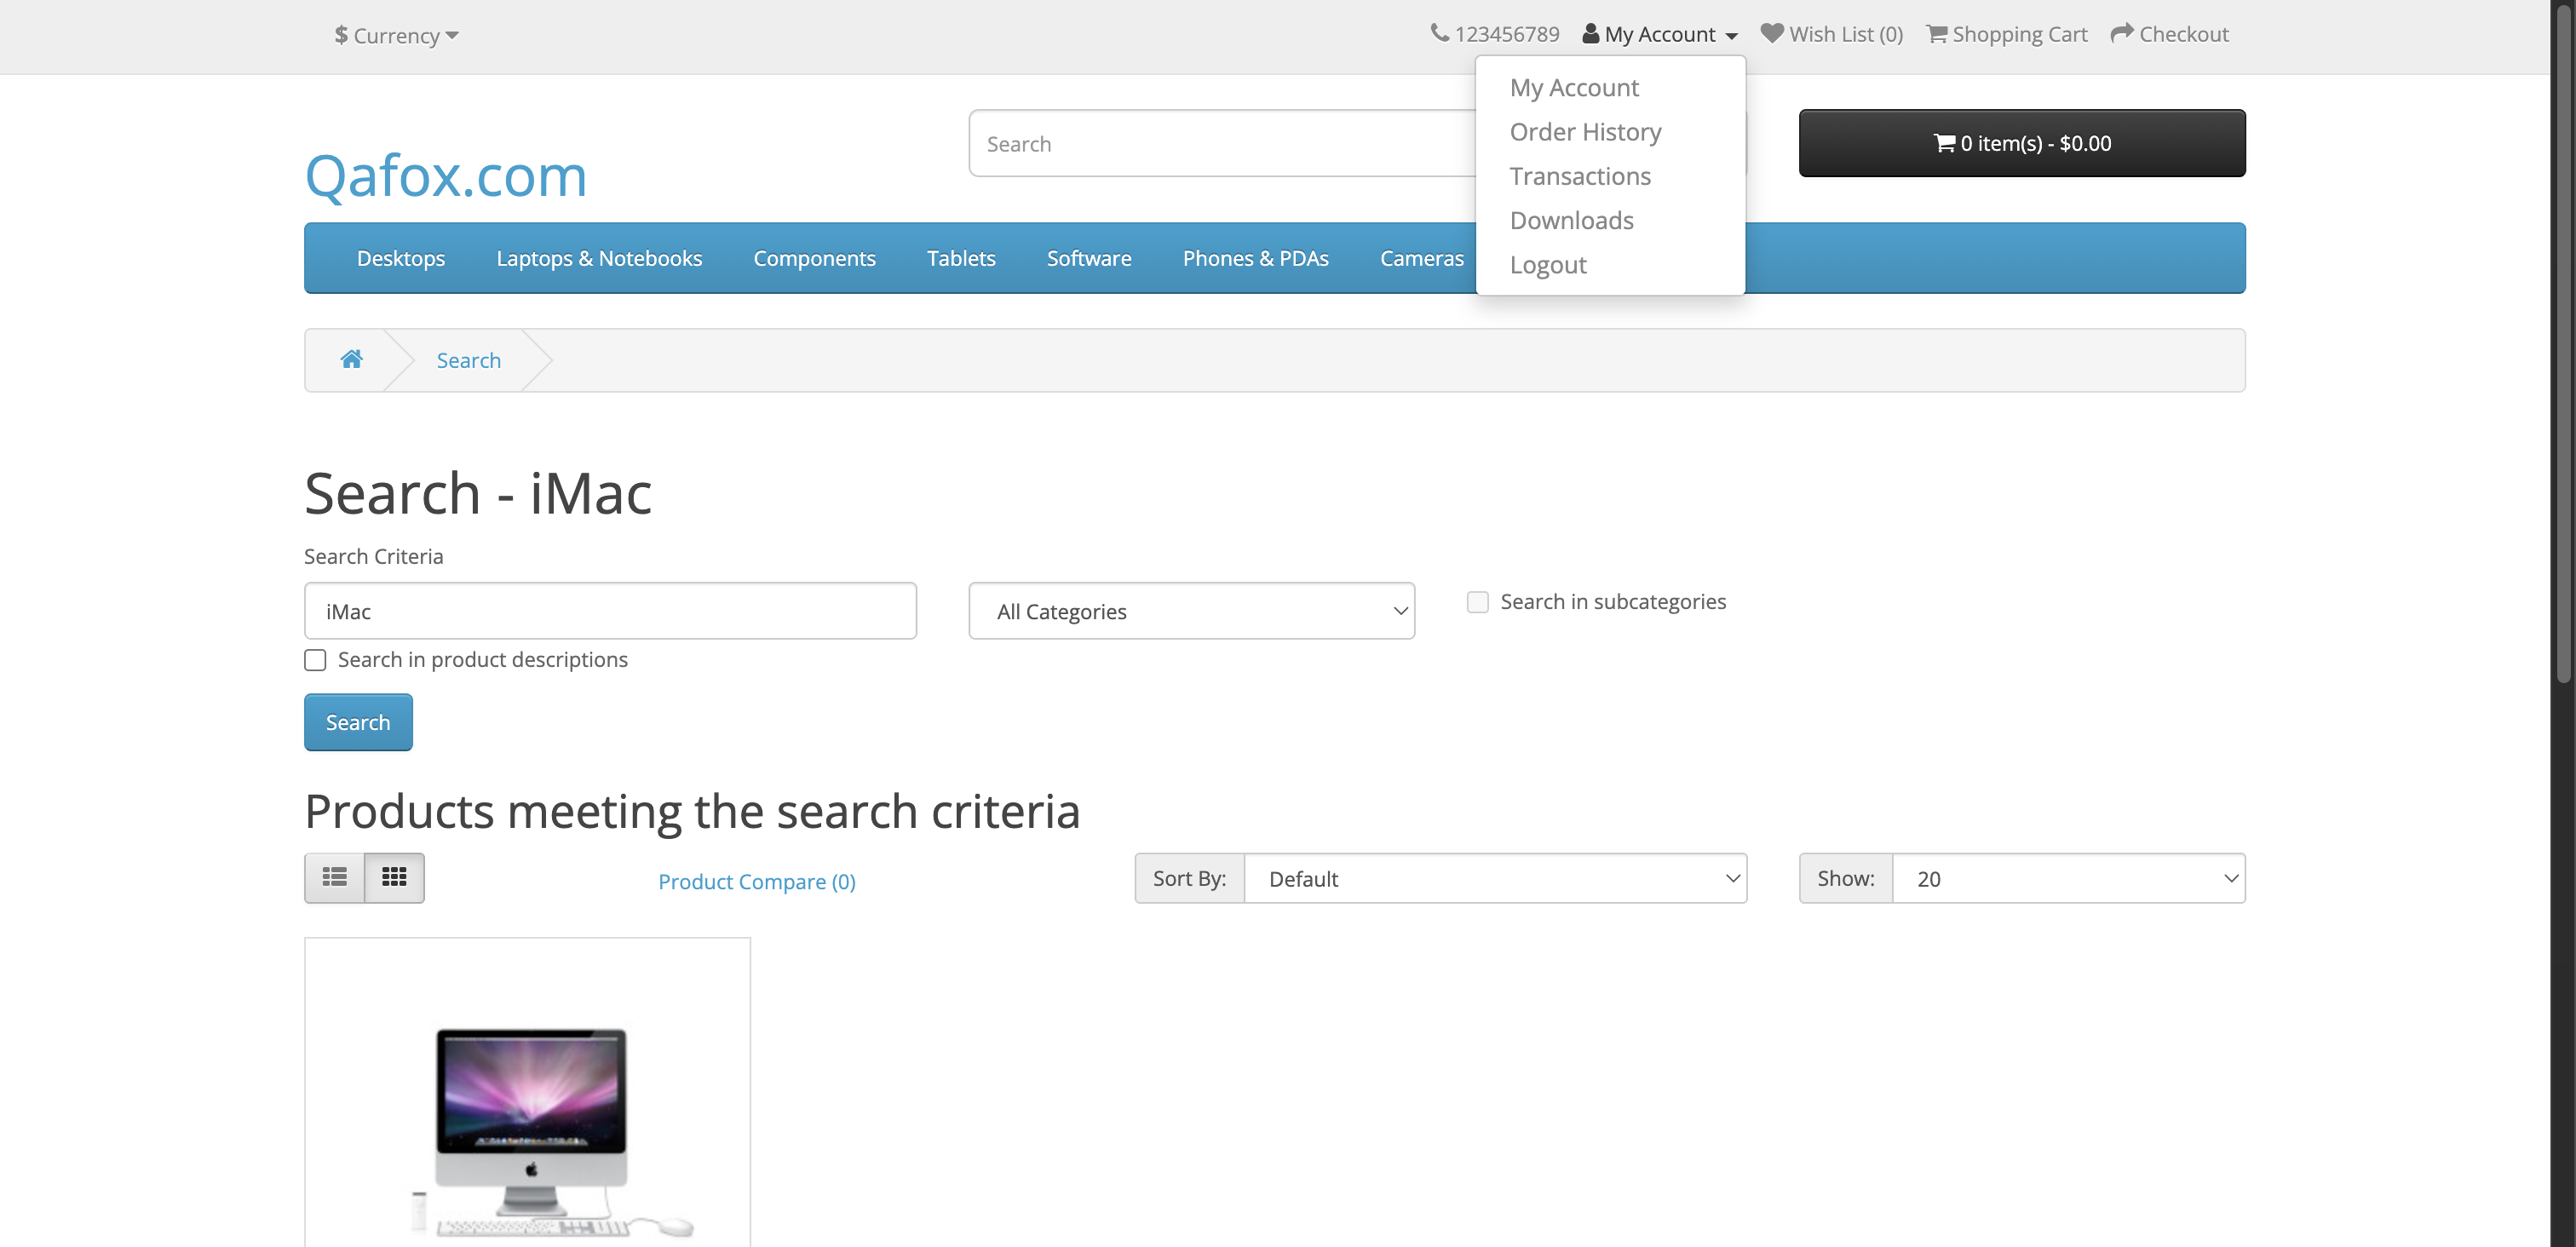 $ Currency
123456789 My Account Wish List (0) Shopping Cart Checkout
My Account
Order History
Transactions
Downloads
Logout
Qafox.com
Search
0 item(s) - $0.00
Desktops Laptops & Notebooks Components Tablets Software Phones & PDAs Cameras
Search
Search - iMac
Search Criteria
iMac
All Categories
Search in subcategories
Search in product descriptions
Search
Products meeting the search criteria
Product Compare (0)
Sort By: Default
Show: 20